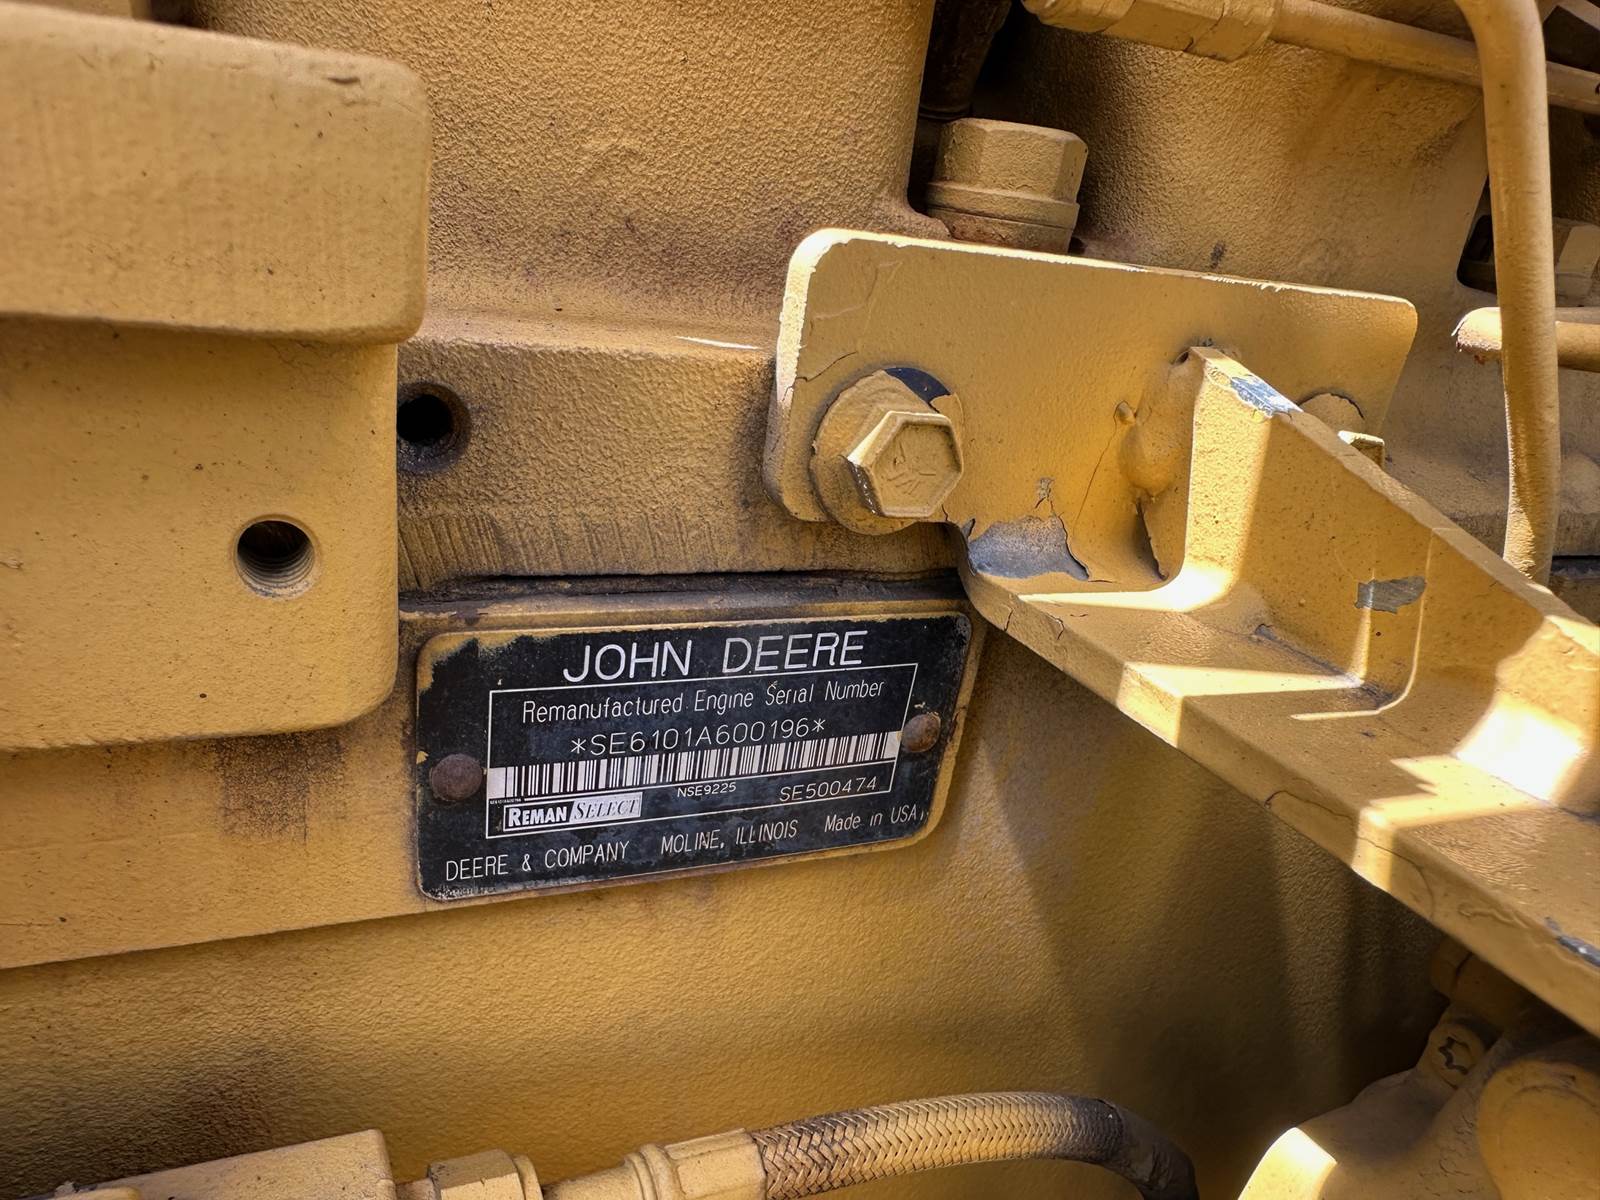 JOHN DEERE
Remanufactured Engine Serial Number
*SE6101A600196*
NSE9225 SE500474
REMAN SELECT
DEERE & COMPANY MOLINE, ILLINOIS Made in USA